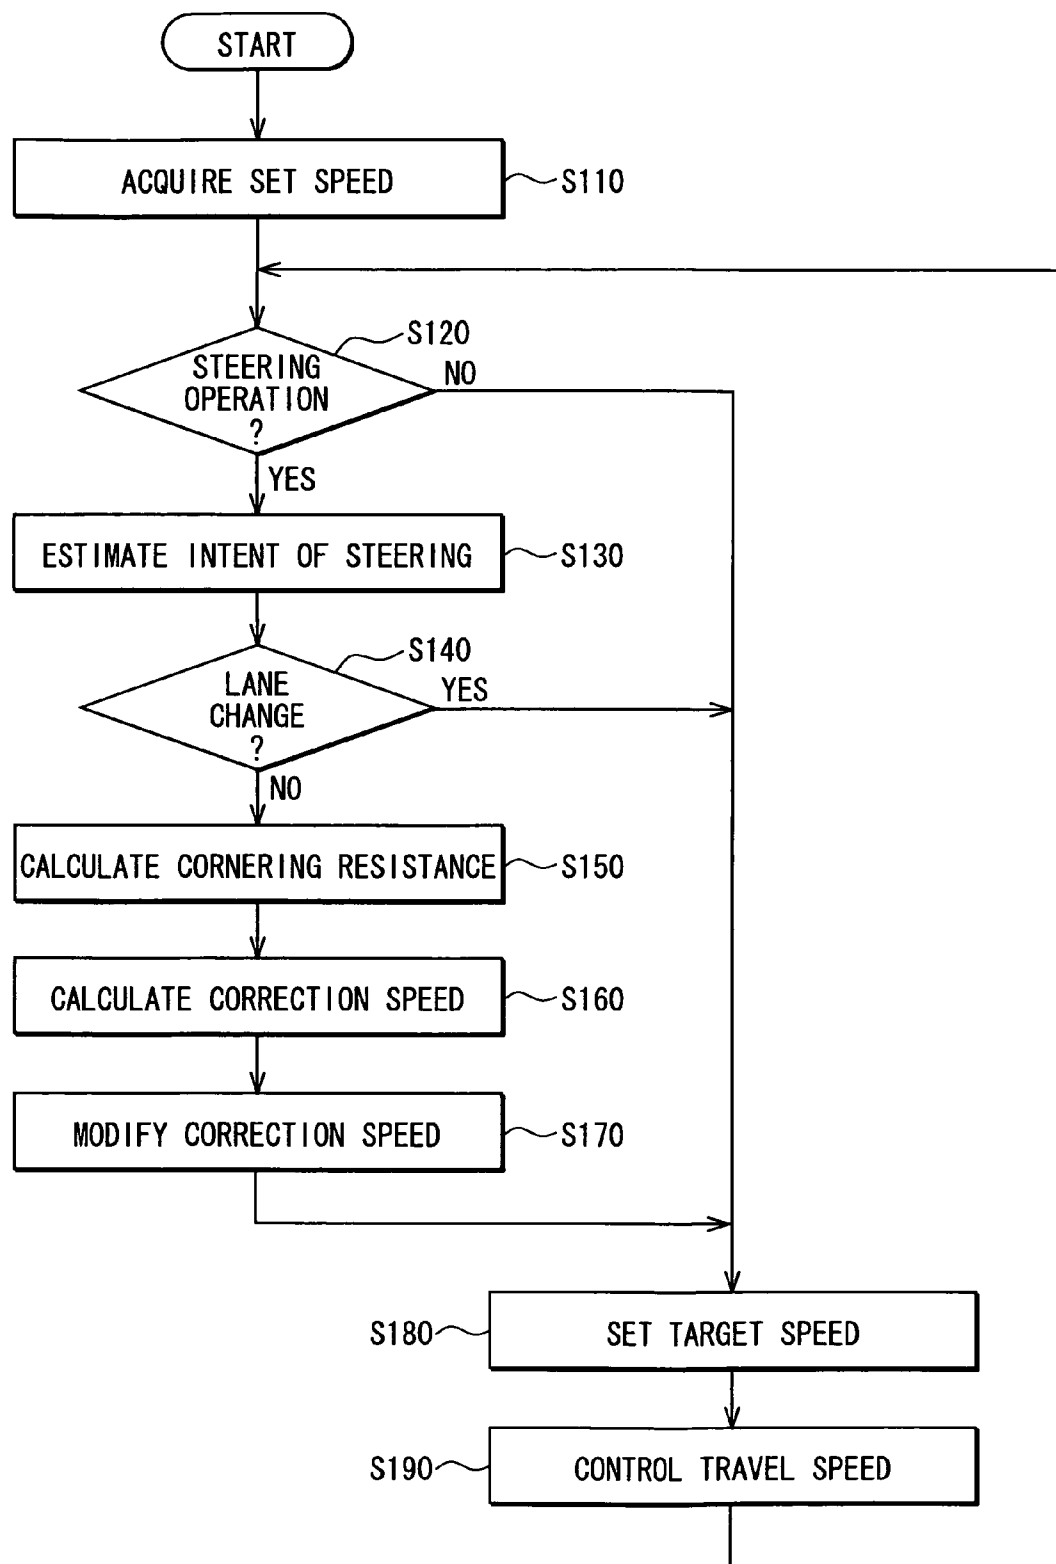 START
ACQUIRE SET SPEED
S110
S120
STEERING
OPERATION
?
NO
YES
ESTIMATE INTENT OF STEERING
S130
S140
LANE
CHANGE
?
YES
NO
CALCULATE CORNERING RESISTANCE
S150
CALCULATE CORRECTION SPEED
S160
MODIFY CORRECTION SPEED
S170
S180
SET TARGET SPEED
S190
CONTROL TRAVEL SPEED